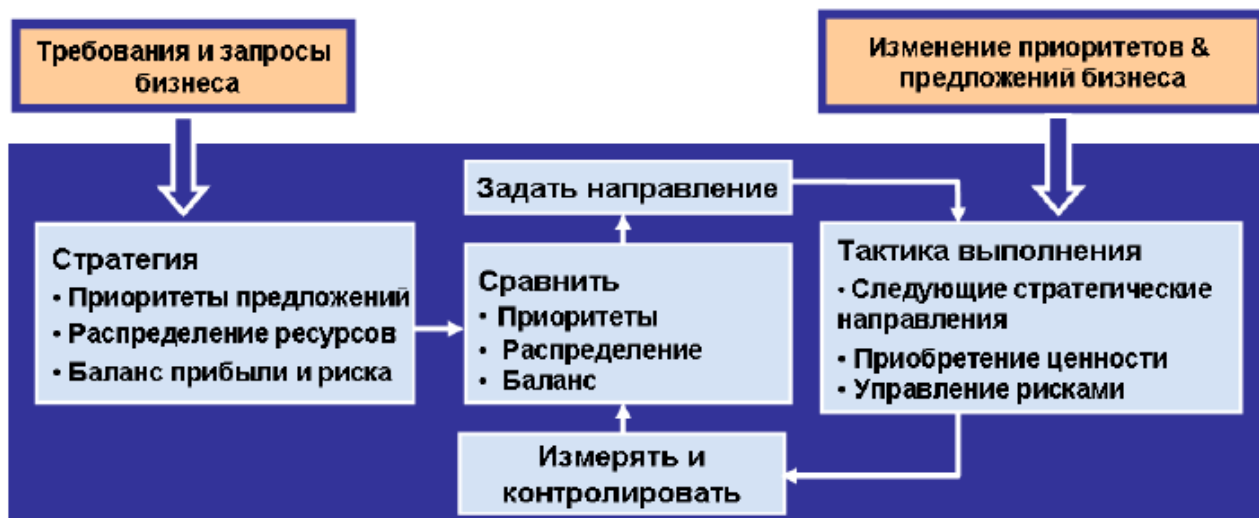 Требования и запросы
бизнеса
Изменение приоритетов &
предложений бизнеса
Задать направление
Стратегия
• Приоритеты предложений
• Распределение ресурсов
• Баланс прибыли и риска
Сравнить
• Приоритеты
• Распределение
• Баланс
Тактика выполнения
• Следующие стратегические
направления
• Приобретение ценности
• Управление рисками
Измерять и
контролировать